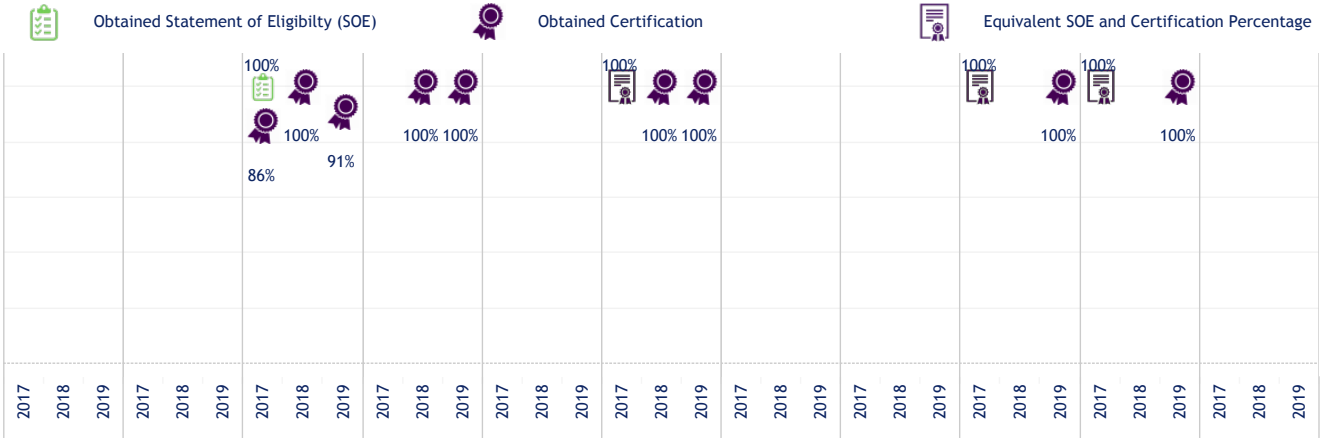 Obtained Statement of Eligibilty (SOE) Obtained Certification Equivalent SOE and Certification Percentage
100% 100% 100% 100%
100% 100% 100% 100% 100% 100% 100%
91%
86%
2017 2018 2019 2017 2018 2019 2017 2018 2019 2017 2018 2019 2017 2018 2019 2017 2018 2019 2017 2018 2019 2017 2018 2019 2017 2018 2019 2017 2018 2019 2017 2018 2019